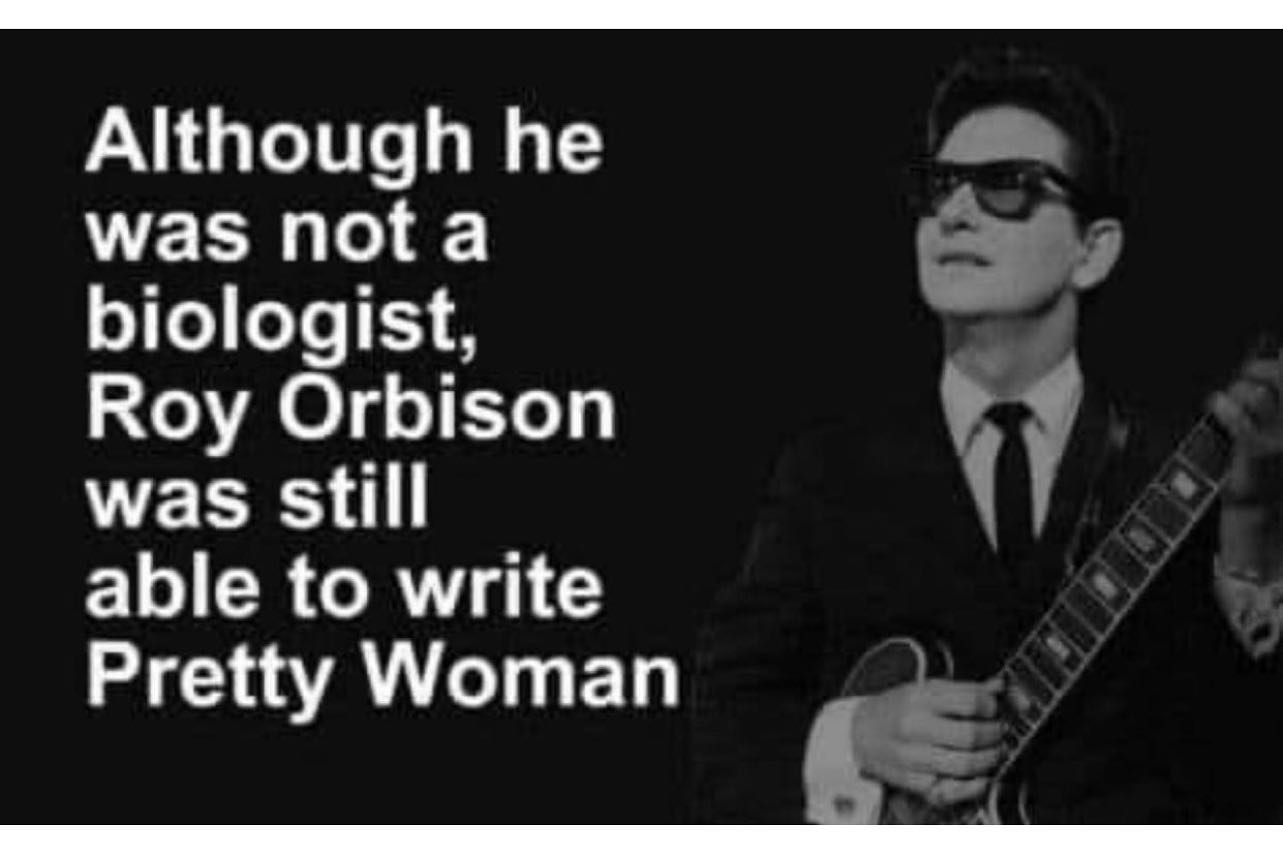 Although he
was not a
biologist,
Roy Orbison
was still
able to write
Pretty Woman